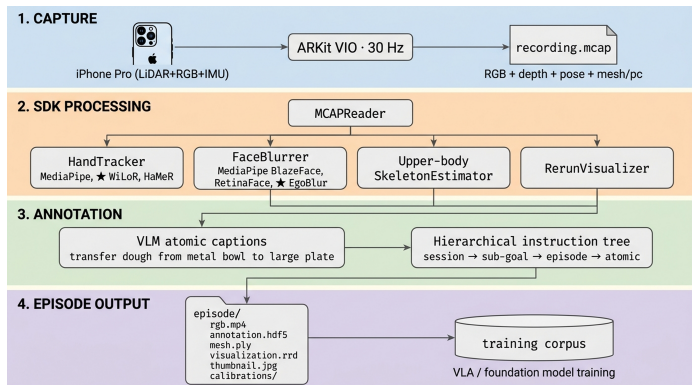 1. CAPTURE
iPhone Pro (LiDAR+RGB+IMU)
ARKit VIO · 30 Hz
recording.mcap
RGB + depth + pose + mesh/pc
2. SDK PROCESSING
MCAPReader
HandTracker
MediaPipe, ★ WiLoR, HaMeR
FaceBlurrer
MediaPipe BlazeFace,
RetinaFace, ★ EgoBlur
Upper-body
SkeletonEstimator
RerunVisualizer
3. ANNOTATION
VLM atomic captions
transfer dough from metal bowl to large plate
Hierarchical instruction tree
session → sub-goal → episode → atomic
4. EPISODE OUTPUT
episode/
rgb.mp4
annotation.hdf5
mesh.ply
visualization.rrd
thumbnail.jpg
calibrations/
training corpus
VLA / foundation model training